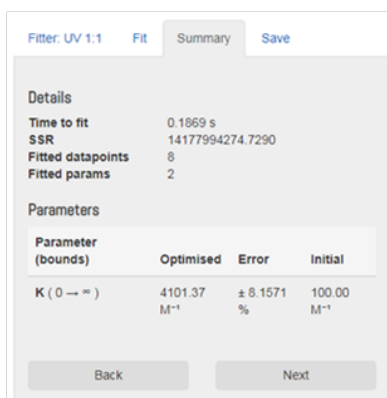 Fitter: UV 1:1 Fit Summary Save
Details
Time to fit 0.1869 s
SSR 14177994274.7290
Fitted datapoints 8
Fitted params 2
Parameters
Parameter
(bounds) Optimised Error Initial
K ( 0 → ∞ ) 4101.37 ± 8.1571 100.00
M⁻¹ % M⁻¹
Back Next